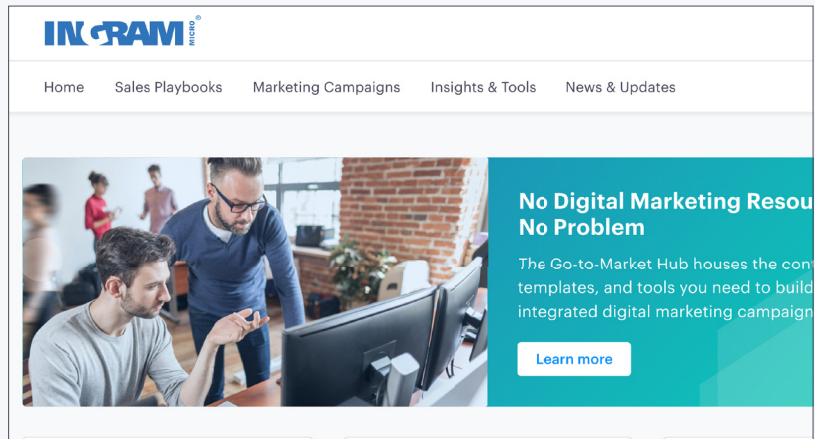 INGRAM MICRO®
Home Sales Playbooks Marketing Campaigns Insights & Tools News & Updates
No Digital Marketing Resou
No Problem
The Go-to-Market Hub houses the con
templates, and tools you need to build
integrated digital marketing campaign
Learn more